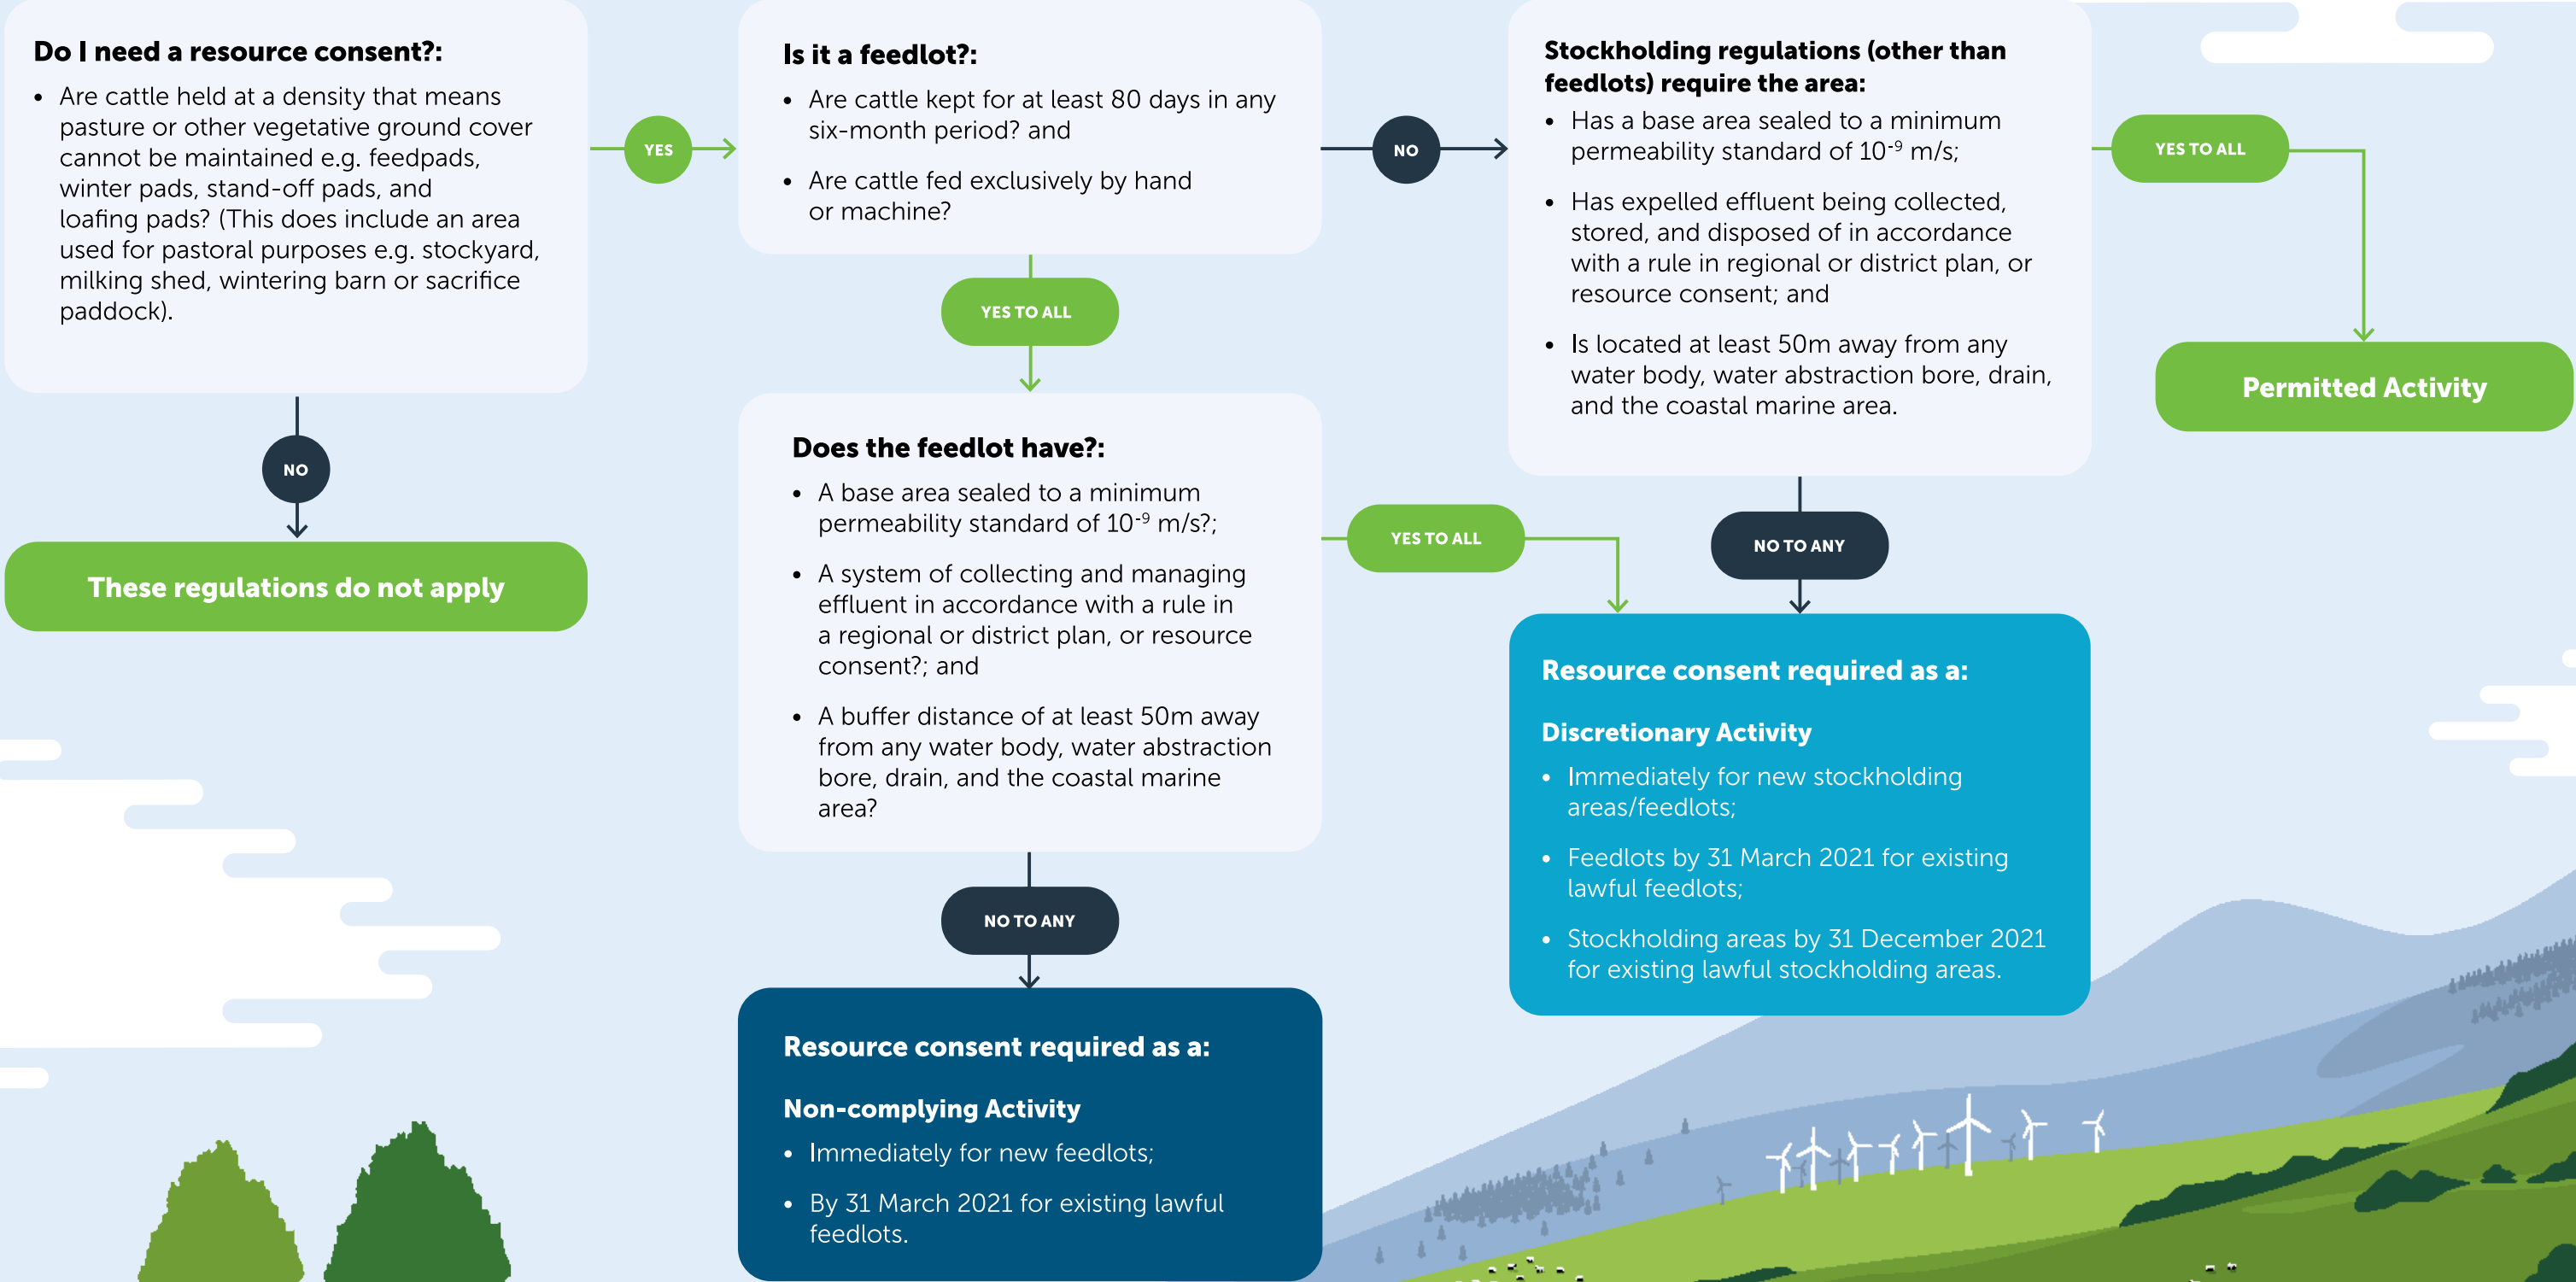 Do I need a resource consent?:
• Are cattle held at a density that means
pasture or other vegetative ground cover
cannot be maintained e.g. feedpads,
winter pads, stand-off pads, and
loafing pads? (This does include an area
used for pastoral purposes e.g. stockyard,
milking shed, wintering barn or sacrifice
paddock).
YES
NO
These regulations do not apply
Is it a feedlot?:
• Are cattle kept for at least 80 days in any
six-month period? and
• Are cattle fed exclusively by hand
or machine?
NO
YES TO ALL
Does the feedlot have?:
• A base area sealed to a minimum
permeability standard of 10⁻⁹ m/s?;
• A system of collecting and managing
effluent in accordance with a rule in
a regional or district plan, or resource
consent?; and
• A buffer distance of at least 50m away
from any water body, water abstraction
bore, drain, and the coastal marine
area?
YES TO ALL
NO TO ANY
Resource consent required as a:
Non-complying Activity
• Immediately for new feedlots;
• By 31 March 2021 for existing lawful
feedlots.
Stockholding regulations (other than
feedlots) require the area:
• Has a base area sealed to a minimum
permeability standard of 10⁻⁹ m/s;
• Has expelled effluent being collected,
stored, and disposed of in accordance
with a rule in regional or district plan, or
resource consent; and
• Is located at least 50m away from any
water body, water abstraction bore, drain,
and the coastal marine area.
YES TO ALL
Permitted Activity
NO TO ANY
Resource consent required as a:
Discretionary Activity
• Immediately for new stockholding
areas/feedlots;
• Feedlots by 31 March 2021 for existing
lawful feedlots;
• Stockholding areas by 31 December 2021
for existing lawful stockholding areas.